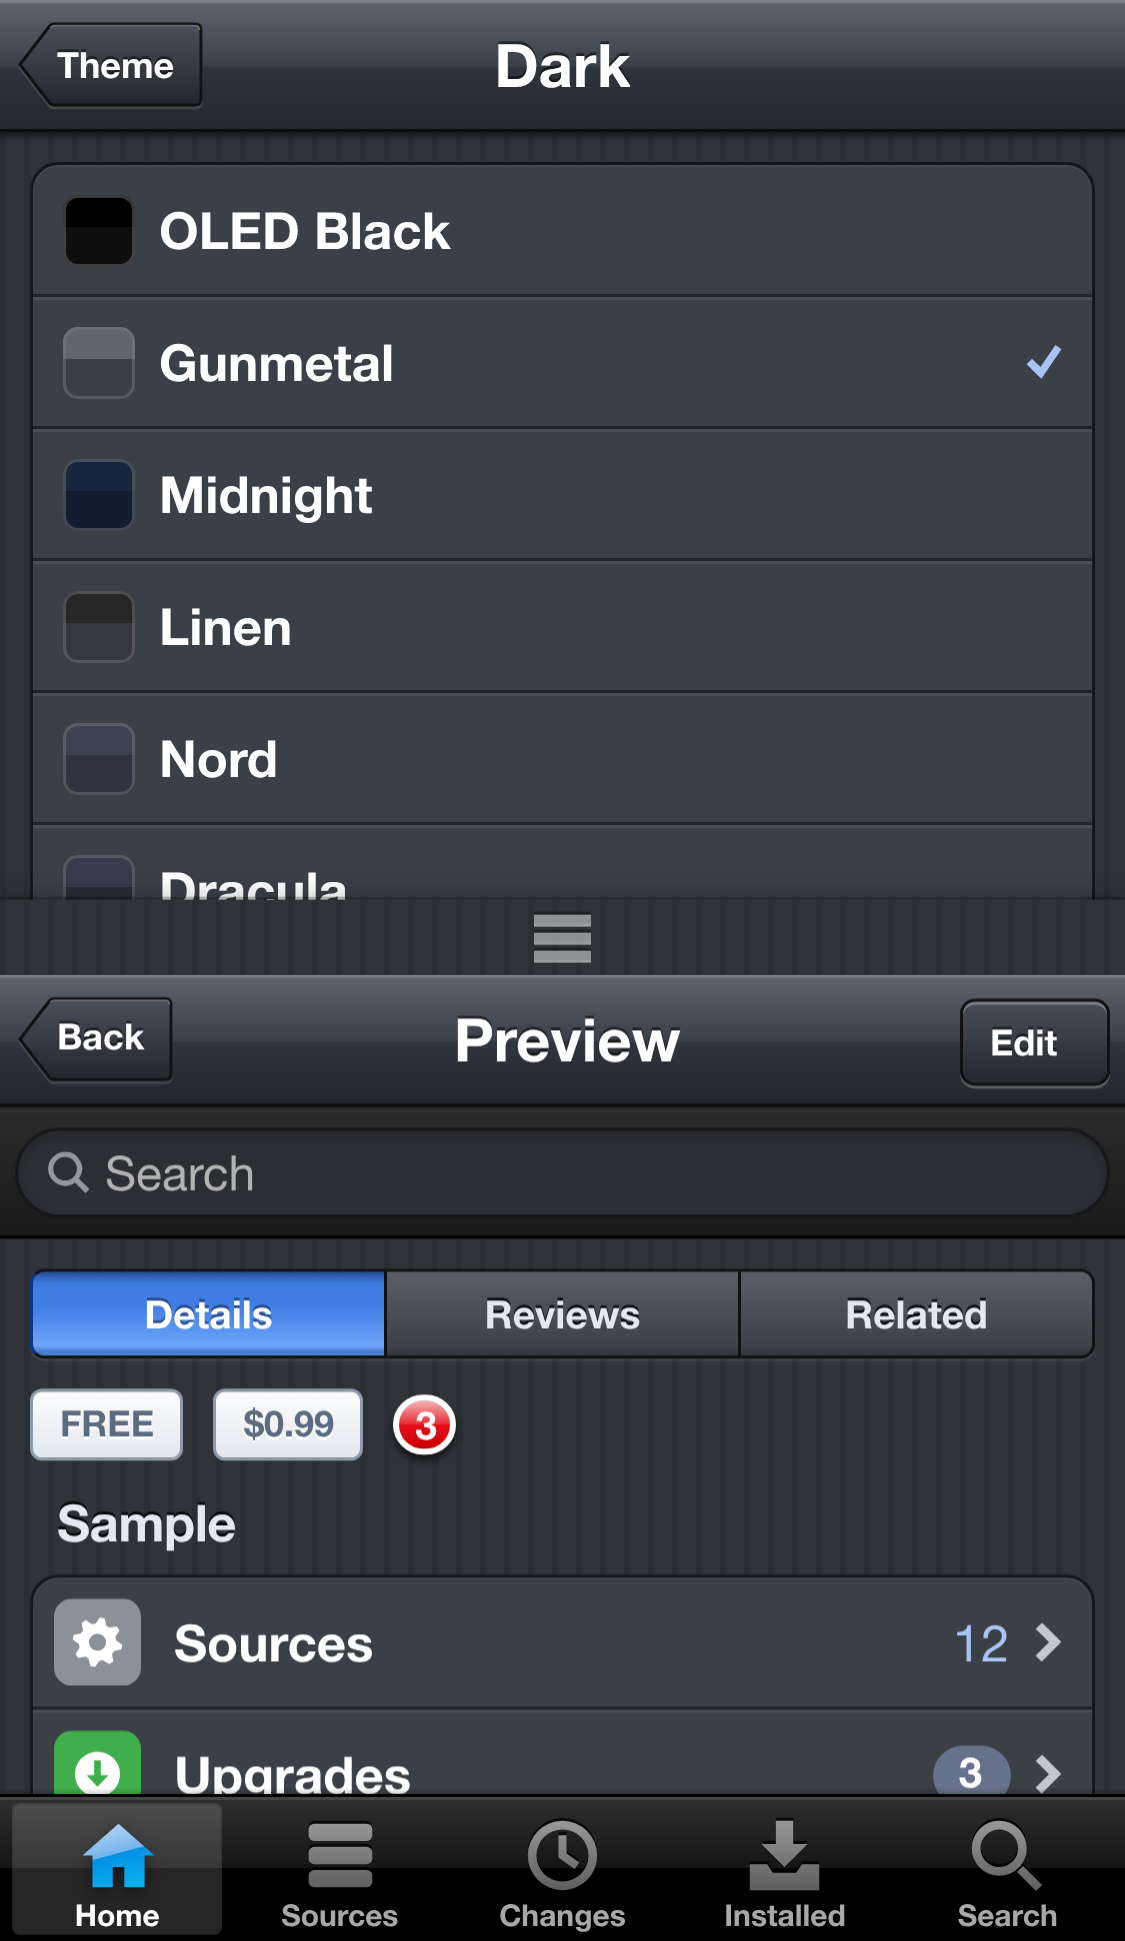 Theme
Dark
OLED Black
Gunmetal
Midnight
Linen
Nord
Dracula
Back
Preview
Edit
Search
Details
Reviews
Related
FREE
$0.99
3
Sample
Sources
12
Upgrades
3
Home
Sources
Changes
Installed
Search